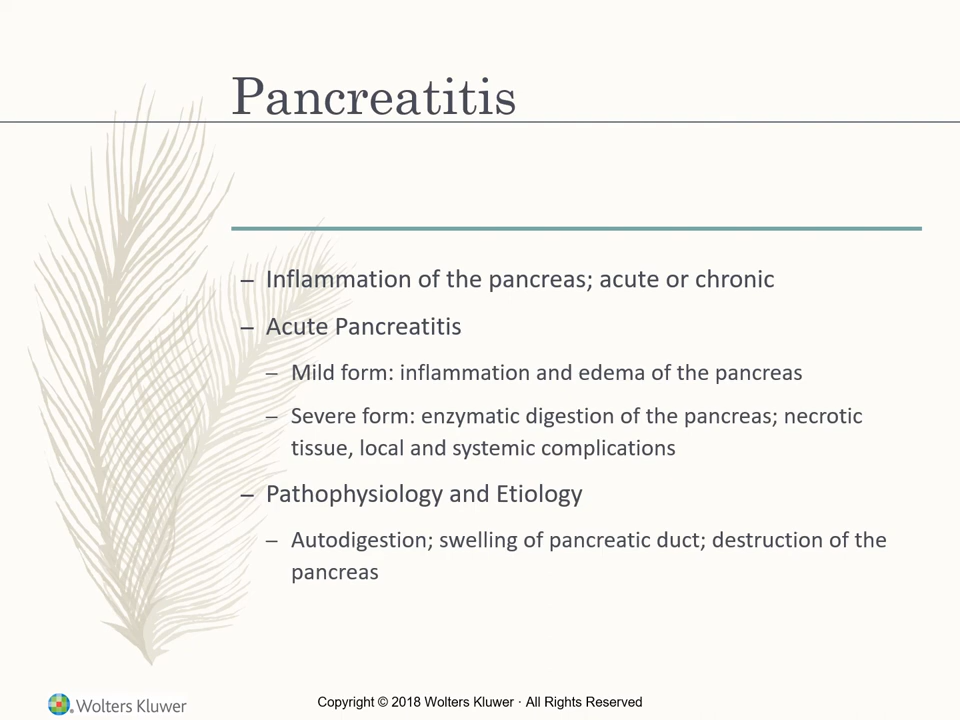 Pancreatitis
– Inflammation of the pancreas; acute or chronic
– Acute Pancreatitis
– Mild form: inflammation and edema of the pancreas
– Severe form: enzymatic digestion of the pancreas; necrotic
tissue, local and systemic complications
– Pathophysiology and Etiology
– Autodigestion; swelling of pancreatic duct; destruction of the
pancreas
Wolters Kluwer
Copyright © 2018 Wolters Kluwer · All Rights Reserved